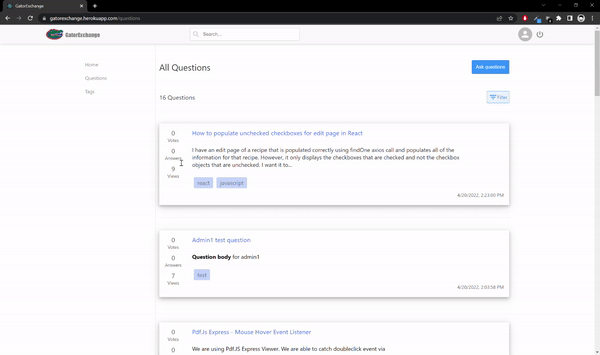 GatorExchange
gatorexchange.herokuapp.com/questions
GatorExchange
Search...
Home
Questions
Tags
All Questions
Ask questions
16 Questions
Filter
0
Votes
0
Answers
9
Views
How to populate unchecked checkboxes for edit page in React
I have an edit page of a recipe that is populated correctly using findOne axios call and populates all of the
information for that recipe. However, it only displays the checkboxes that are checked and not the checkbox
objects that are unchecked. I want it to...
react
javascript
4/20/2022, 2:23:00 PM
0
Votes
0
Answers
7
Views
Admin1 test question
Question body for admin1
test
4/20/2022, 2:03:58 PM
0
Votes
0
PdfJs Express - Mouse Hover Event Listener
We are using PdfJS Express Viewer. We are able to catch doubleclick event via